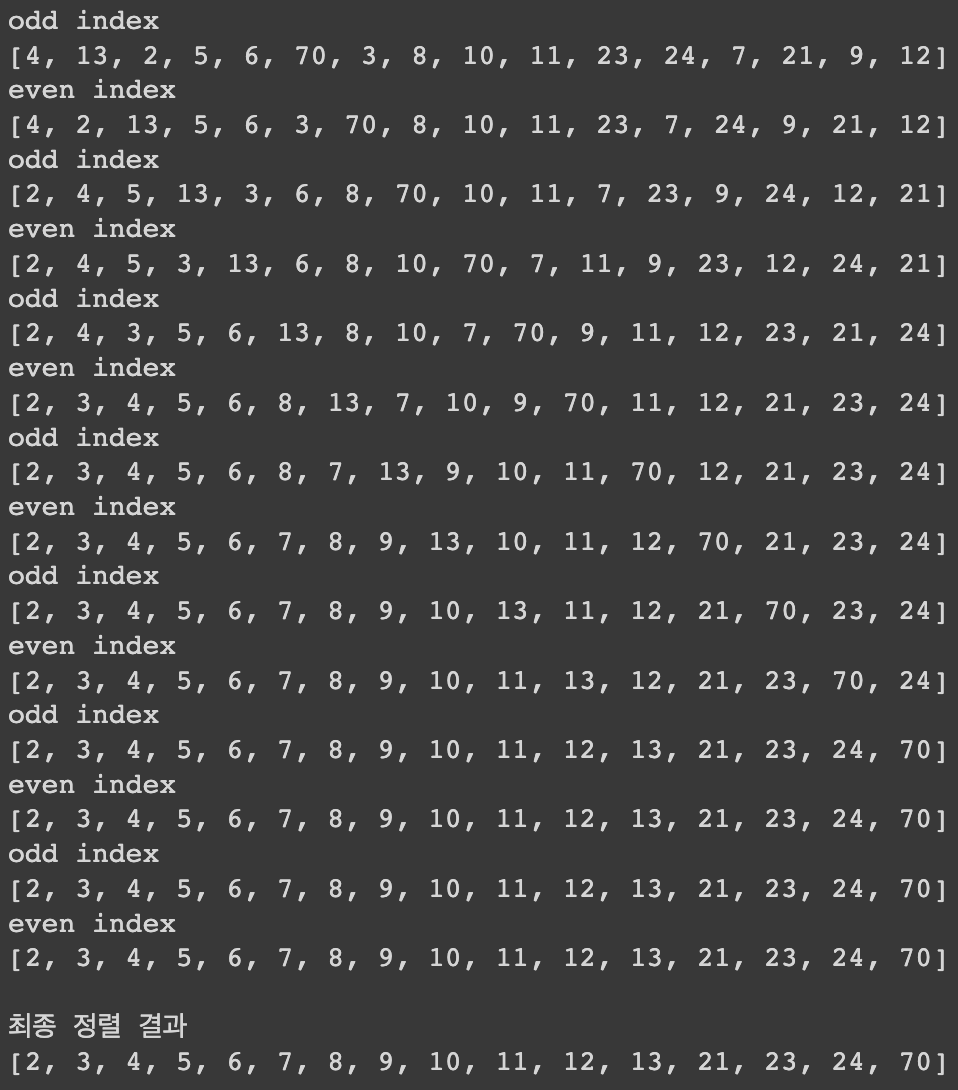 odd index
[4, 13, 2, 5, 6, 70, 3, 8, 10, 11, 23, 24, 7, 21, 9, 12]
even index
[4, 2, 13, 5, 6, 3, 70, 8, 10, 11, 23, 7, 24, 9, 21, 12]
odd index
[2, 4, 5, 13, 3, 6, 8, 70, 10, 11, 7, 23, 9, 24, 12, 21]
even index
[2, 4, 5, 3, 13, 6, 8, 10, 70, 7, 11, 9, 23, 12, 24, 21]
odd index
[2, 4, 3, 5, 6, 13, 8, 10, 7, 70, 9, 11, 12, 23, 21, 24]
even index
[2, 3, 4, 5, 6, 8, 13, 7, 10, 9, 70, 11, 12, 21, 23, 24]
odd index
[2, 3, 4, 5, 6, 8, 7, 13, 9, 10, 11, 70, 12, 21, 23, 24]
even index
[2, 3, 4, 5, 6, 7, 8, 9, 13, 10, 11, 12, 70, 21, 23, 24]
odd index
[2, 3, 4, 5, 6, 7, 8, 9, 10, 13, 11, 12, 21, 70, 23, 24]
even index
[2, 3, 4, 5, 6, 7, 8, 9, 10, 11, 13, 12, 21, 23, 70, 24]
odd index
[2, 3, 4, 5, 6, 7, 8, 9, 10, 11, 12, 13, 21, 23, 24, 70]
even index
[2, 3, 4, 5, 6, 7, 8, 9, 10, 11, 12, 13, 21, 23, 24, 70]
odd index
[2, 3, 4, 5, 6, 7, 8, 9, 10, 11, 12, 13, 21, 23, 24, 70]
even index
[2, 3, 4, 5, 6, 7, 8, 9, 10, 11, 12, 13, 21, 23, 24, 70]
최종 정렬 결과
[2, 3, 4, 5, 6, 7, 8, 9, 10, 11, 12, 13, 21, 23, 24, 70]